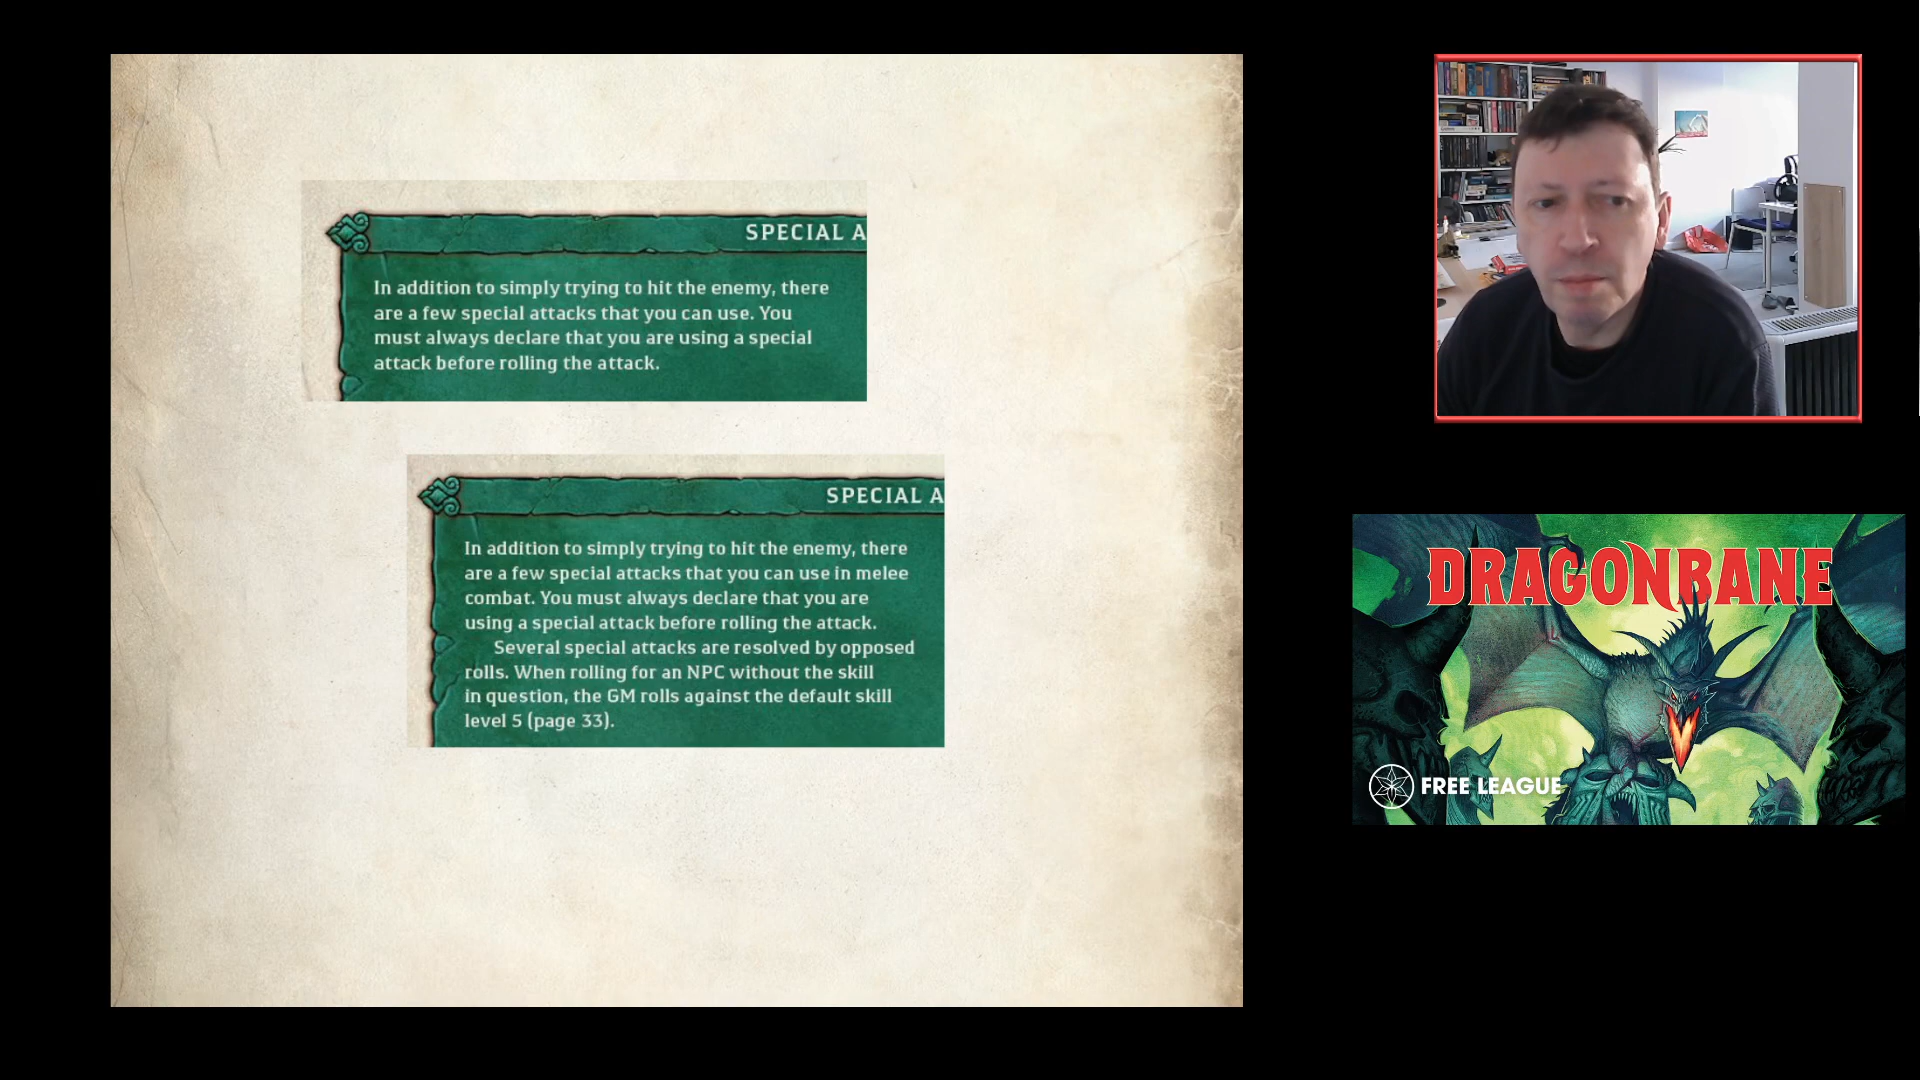 SPECIAL A
In addition to simply trying to hit the enemy, there
are a few special attacks that you can use. You
must always declare that you are using a special
attack before rolling the attack.
SPECIAL A
In addition to simply trying to hit the enemy, there
are a few special attacks that you can use in melee
combat. You must always declare that you are
using a special attack before rolling the attack.
Several special attacks are resolved by opposed
rolls. When rolling for an NPC without the skill
in question, the GM rolls against the default skill
level 5 (page 33).
DRAGONBANE
FREE LEAGUE